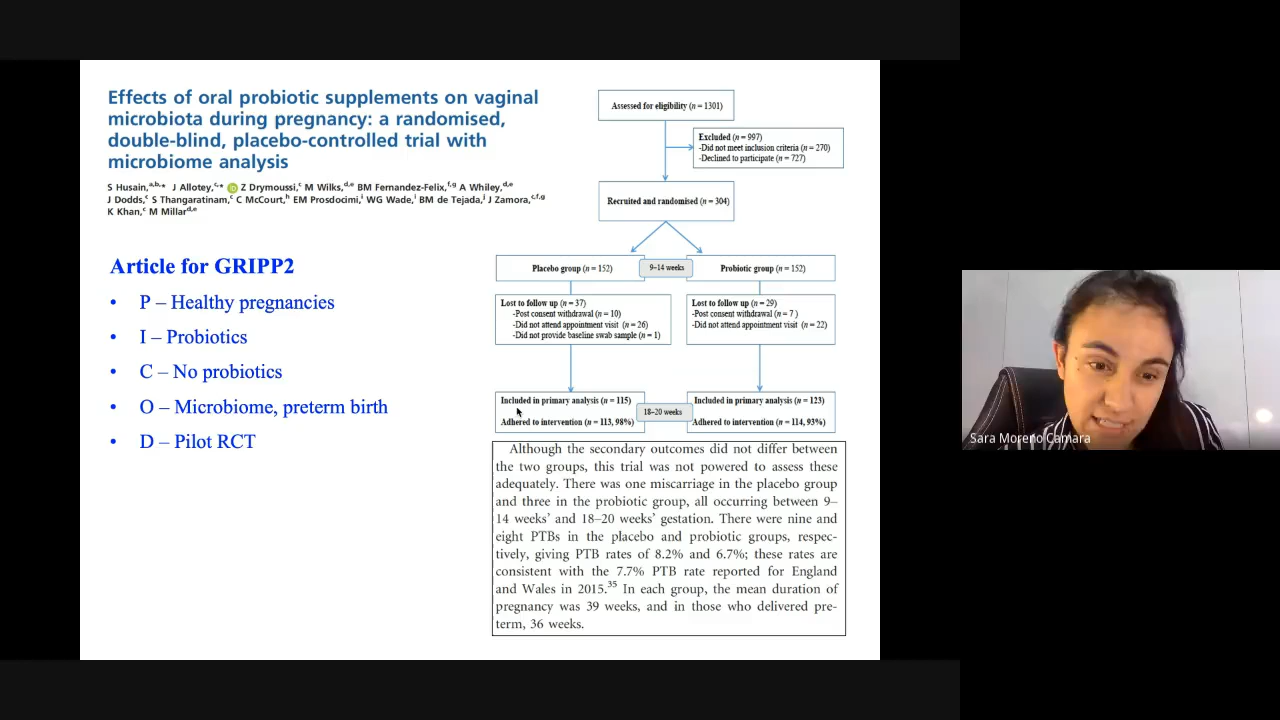 Effects of oral probiotic supplements on vaginal
microbiota during pregnancy: a randomised,
double-blind, placebo-controlled trial with
microbiome analysis
S Husain,a,b,* J Allotey,c,* iD Z Drymoussi,c M Wilks,d,e BM Fernandez-Felix,f,g A Whiley,d,e
J Dodds,c S Thangaratinam,c C McCourt,h EM Prosdocimi,i WG Wade,i BM de Tejada,j J Zamora,c,f,g
K Khan,c M Millard,e
Article for GRIPP2
• P – Healthy pregnancies
• I – Probiotics
• C – No probiotics
• O – Microbiome, preterm birth
• D – Pilot RCT
Assessed for eligibility (n = 1301)
Excluded (n = 997)
-Did not meet inclusion criteria (n = 270)
-Declined to participate (n = 727)
Recruited and randomised (n = 304)
Placebo group (n = 152)
9–14 weeks
Probiotic group (n = 152)
Lost to follow up (n = 37)
-Post consent withdrawal (n = 10)
-Did not attend appointment visit (n = 26)
-Did not provide baseline swab sample (n = 1)
Lost to follow up (n = 29)
-Post consent withdrawal (n = 7 )
-Did not attend appointment visit (n = 22)
Included in primary analysis (n = 115)
Adhered to intervention (n = 113, 98%)
18–20 weeks
Included in primary analysis (n = 123)
Adhered to intervention (n = 114, 93%)
Although the secondary outcomes did not differ between
the two groups, this trial was not powered to assess these
adequately. There was one miscarriage in the placebo group
and three in the probiotic group, all occurring between 9–
14 weeks' and 18–20 weeks' gestation. There were nine and
eight PTBs in the placebo and probiotic groups, respec-
tively, giving PTB rates of 8.2% and 6.7%; these rates are
consistent with the 7.7% PTB rate reported for England
and Wales in 2015.35 In each group, the mean duration of
pregnancy was 39 weeks, and in those who delivered pre-
term, 36 weeks.
Sara Moreno Camara